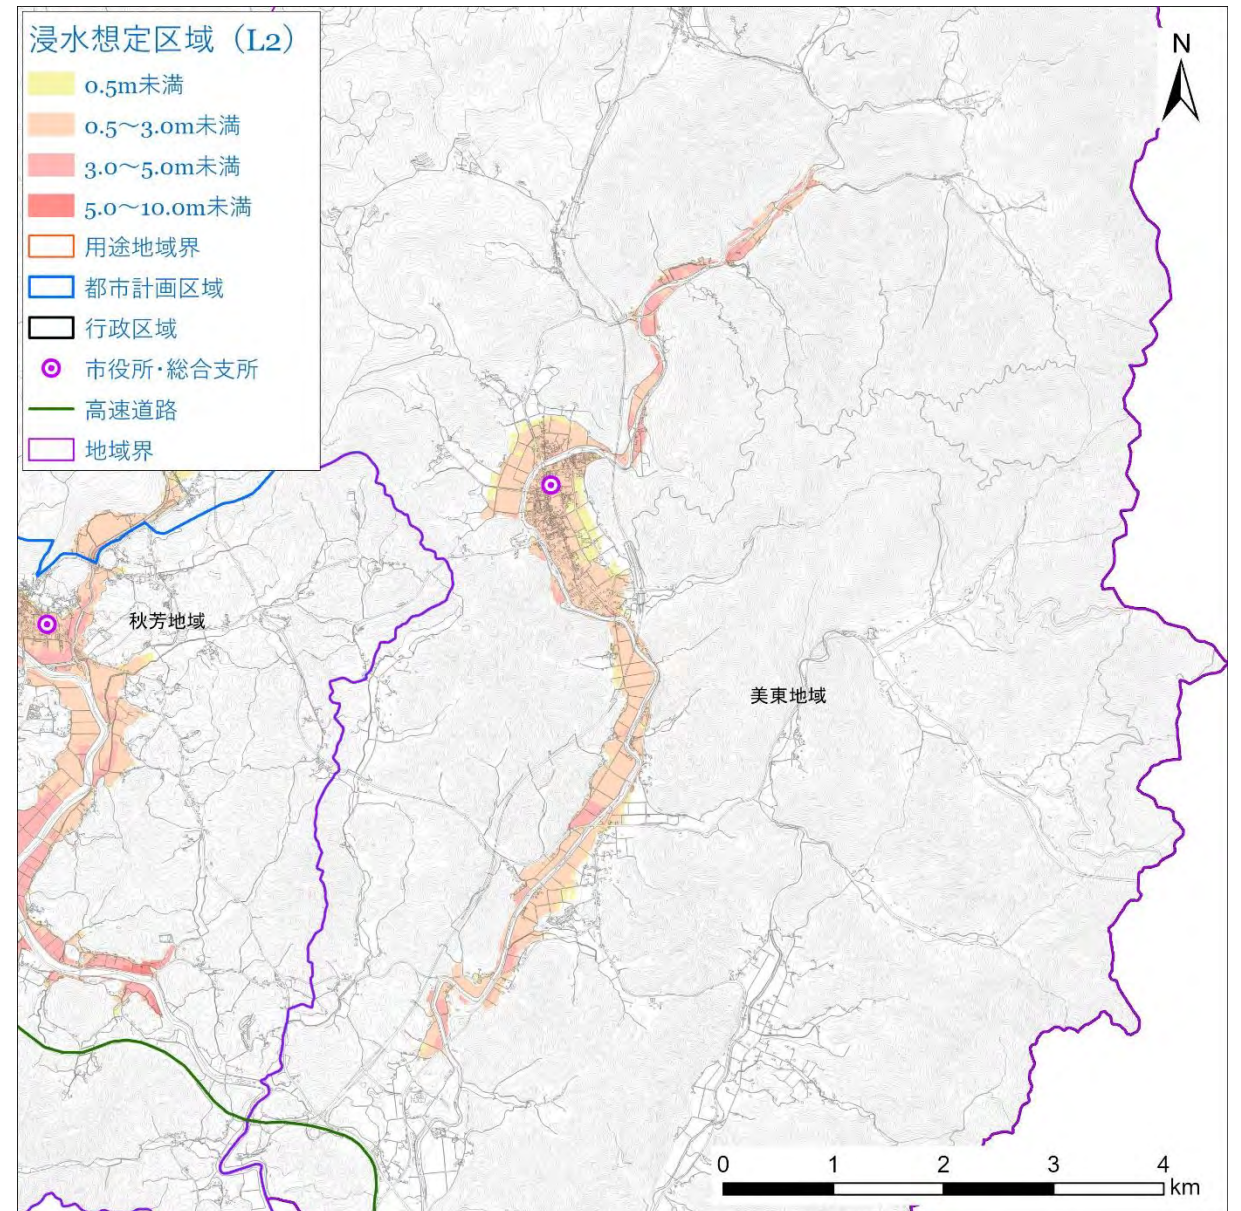 浸水想定区域（L2）
0.5m未満
0.5～3.0m未満
3.0～5.0m未満
5.0～10.0m未満
用途地域界
都市計画区域
行政区域
市役所・総合支所
高速道路
地域界
N
秋芳地域
美東地域
0 1 2 3 4
km